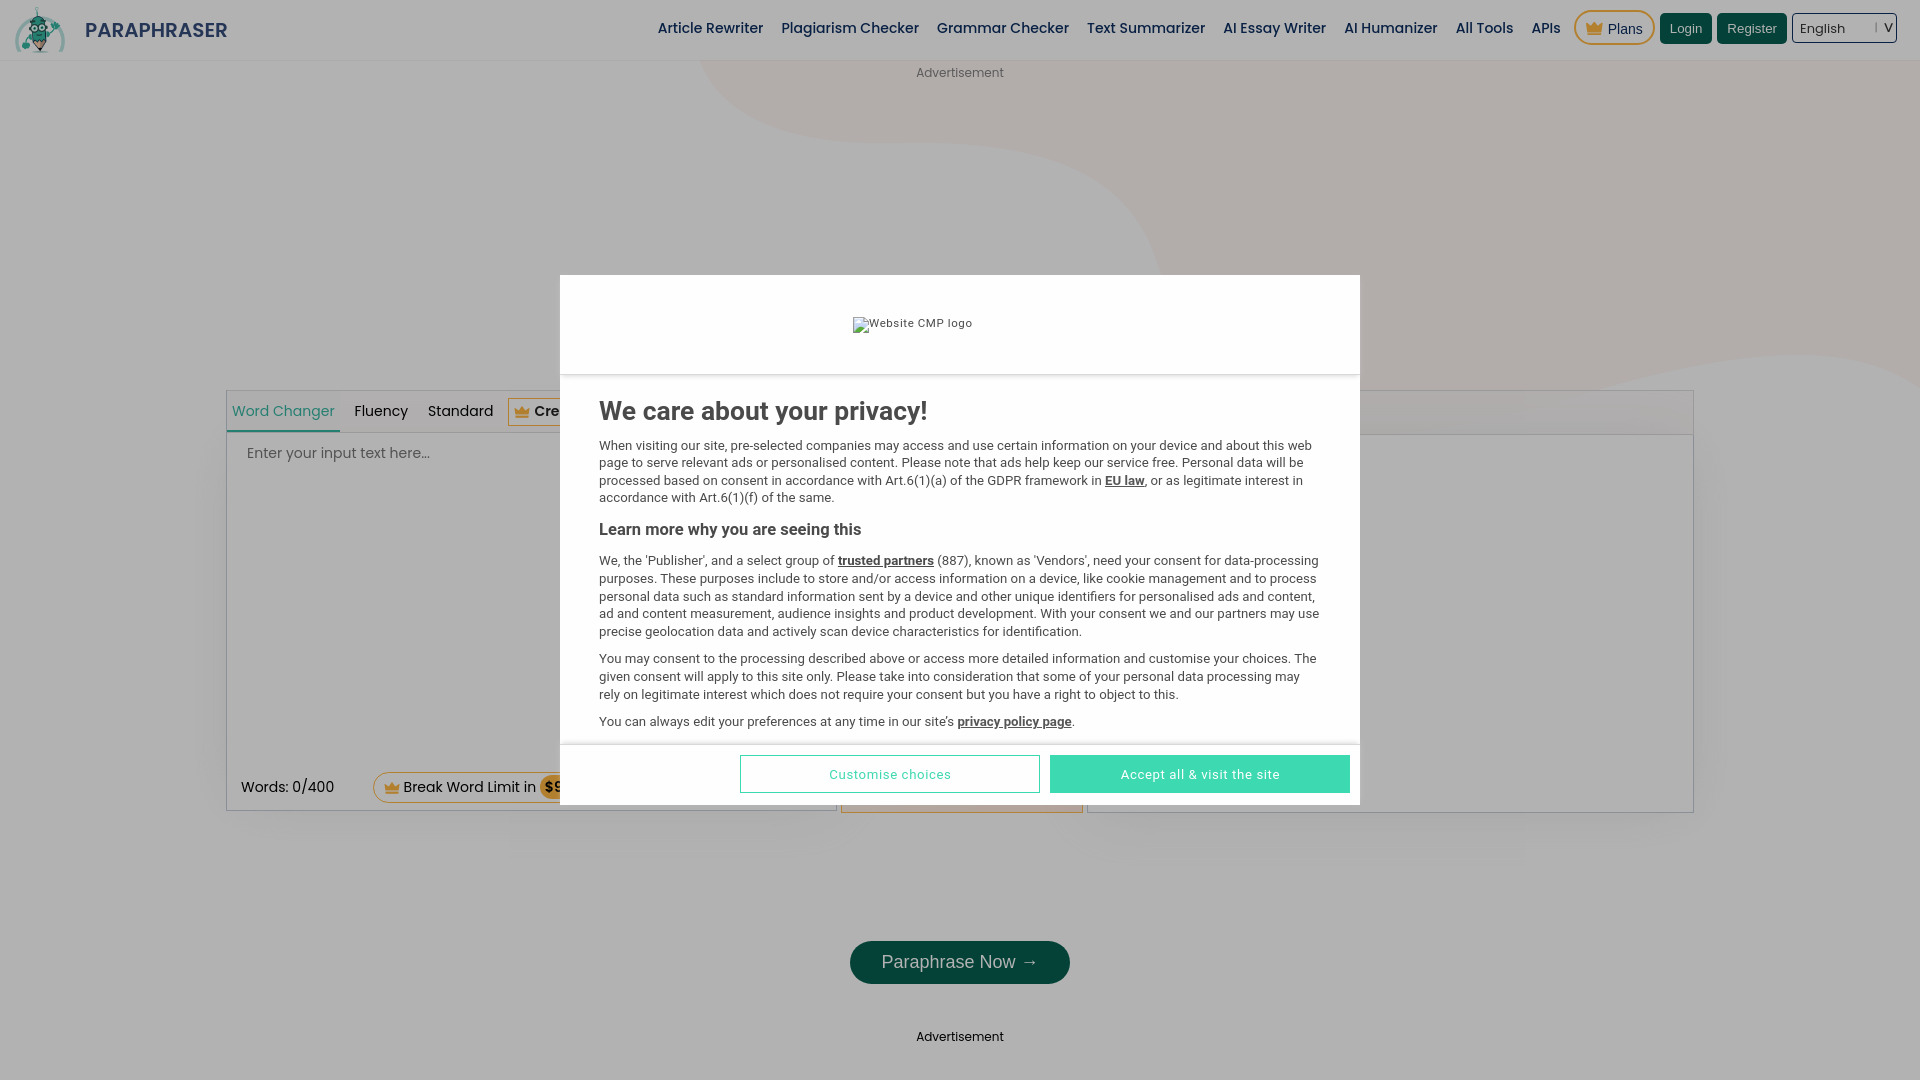 PARAPHRASER
Article Rewriter Plagiarism Checker Grammar Checker Text Summarizer AI Essay Writer AI Humanizer All Tools APIs Plans Login Register English
Advertisement
Website CMP logo
We care about your privacy!
When visiting our site, pre-selected companies may access and use certain information on your device and about this web
page to serve relevant ads or personalised content. Please note that ads help keep our service free. Personal data will be
processed based on consent in accordance with Art.6(1)(a) of the GDPR framework in EU law, or as legitimate interest in
accordance with Art.6(1)(f) of the same.
Learn more why you are seeing this
We, the 'Publisher', and a select group of trusted partners (887), known as 'Vendors', need your consent for data-processing
purposes. These purposes include to store and/or access information on a device, like cookie management and to process
personal data such as standard information sent by a device and other unique identifiers for personalised ads and content,
ad and content measurement, audience insights and product development. With your consent we and our partners may use
precise geolocation data and actively scan device characteristics for identification.
You may consent to the processing described above or access more detailed information and customise your choices. The
given consent will apply to this site only. Please take into consideration that some of your personal data processing may
rely on legitimate interest which does not require your consent but you have a right to object to this.
You can always edit your preferences at any time in our site’s privacy policy page.
Customise choices Accept all & visit the site
Word Changer Fluency Standard
Enter your input text here...
Words: 0/400 Break Word Limit in
Paraphrase Now →
Advertisement